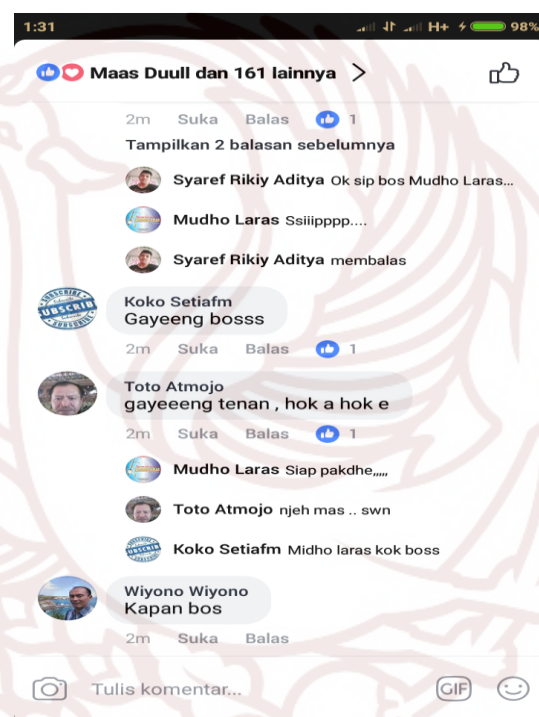 1:31 H+ 98%
Maas Duull dan 161 lainnya >
2m Suka Balas 1
Tampilkan 2 balasan sebelumnya
Syaref Rikiy Aditya Ok sip bos Mudho Laras...
Mudho Laras Ssiiipppp....
Syaref Rikiy Aditya membalas
Koko Setiafm
Gayeeng bosss
2m Suka Balas 1
Toto Atmojo
gayeeeng tenan , hok a hok e
2m Suka Balas 1
Mudho Laras Siap pakdhe,,,,,
Toto Atmojo njeh mas .. swn
Koko Setiafm Midho laras kok boss
Wiyono Wiyono
Kapan bos
2m Suka Balas
Tulis komentar... GIF